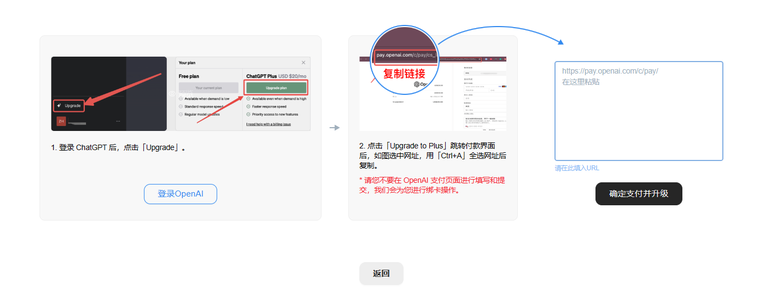 Your plan
Free plan
ChatGPT Plus USD $20/mo
Your current plan
Upgrade plan
Available when demand is low
Available even when demand is high
Standard response speed
Faster response speed
Regular model updates
Priority access to new features
I need help with a billing issue
Upgrade
pay.openai.com/c/pay/
复制链接
1. 登录 ChatGPT 后，点击「Upgrade」。
登录OpenAI
2. 点击「Upgrade to Plus」跳转付款界面
后，如图选中网址，用「Ctrl+A」全选网址后
复制。
* 请您不要在 OpenAI 支付页面进行填写和提
交，我们会为您进行绑卡操作。
https://pay.openai.com/c/pay/
在这里粘贴
请在此填入URL
确定支付并升级
返回